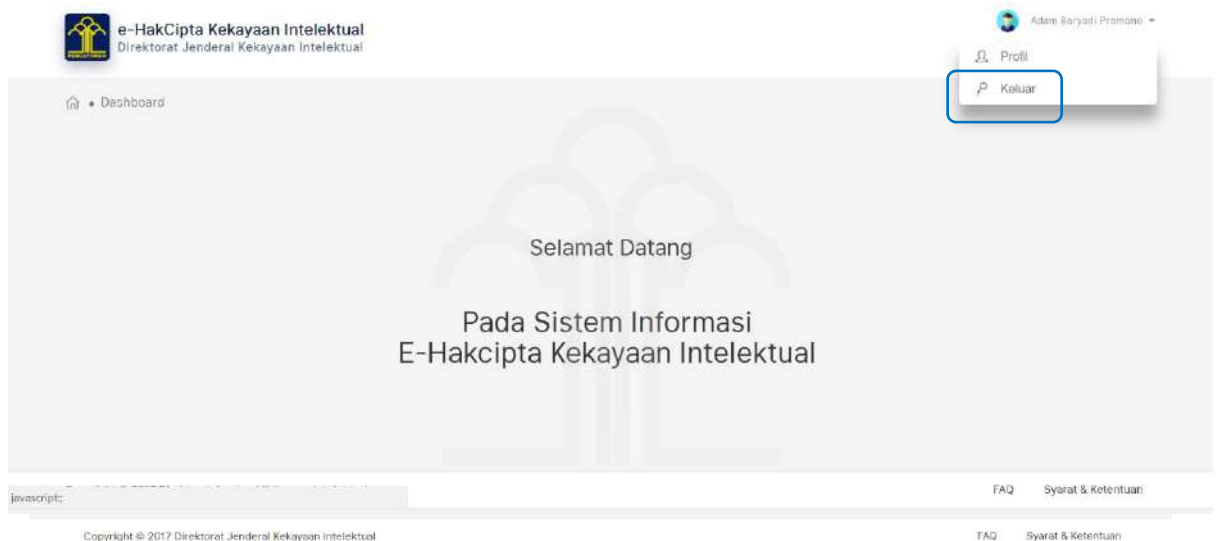 e-HakCipta Kekayaan Intelektual
Direktorat Jenderal Kekayaan Intelektual
Adam Baryadi Pramono
Profil
Keluar
Dashboard
Selamat Datang
Pada Sistem Informasi
E-Hakcipta Kekayaan Intelektual
FAQ Syarat & Ketentuan
javascript:;
Copyright © 2017 Direktorat Jenderal Kekayaan Intelektual FAQ Syarat & Ketentuan